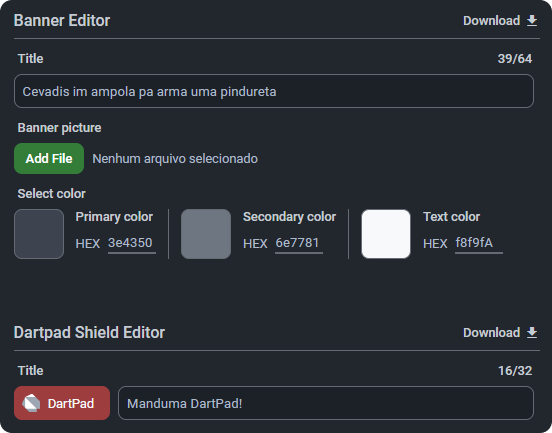 Banner Editor Download
Title 39/64
Cevadis im ampola pa arma uma pindureta
Banner picture
Add File Nenhum arquivo selecionado
Select color
Primary color Secondary color Text color
HEX 3e4350 HEX 6e7781 HEX f8f9fA
Dartpad Shield Editor Download
Title 16/32
DartPad Manduma DartPad!